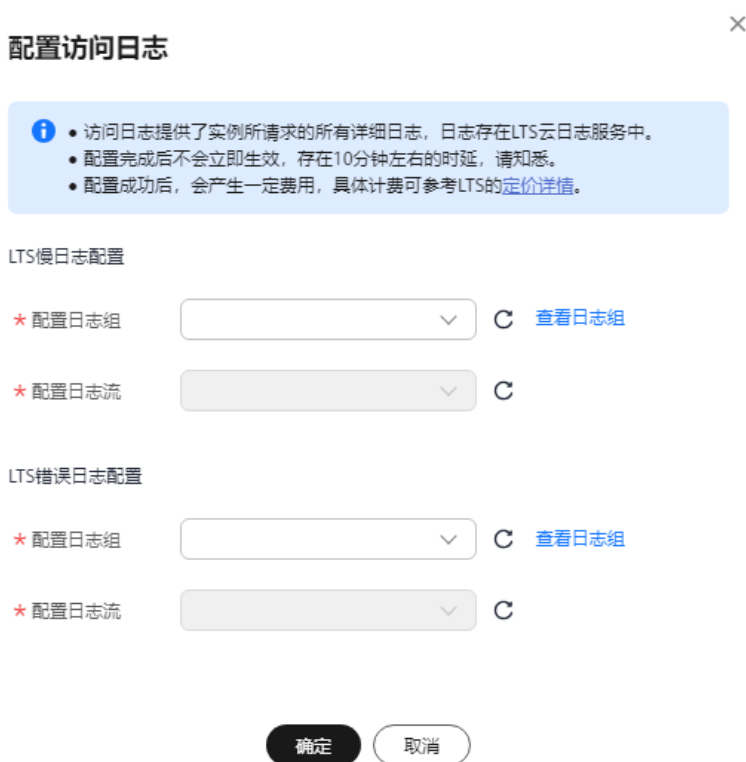 配置访问日志
● 访问日志提供了实例所请求的所有详细日志，日志存在LTS云日志服务中。
● 配置完成后不会立即生效，存在10分钟左右的时延，请知悉。
● 配置成功后，会产生一定费用，具体计费可参考LTS的定价详情。
LTS慢日志配置
* 配置日志组 查看日志组
* 配置日志流
LTS错误日志配置
* 配置日志组 查看日志组
* 配置日志流
确定 取消